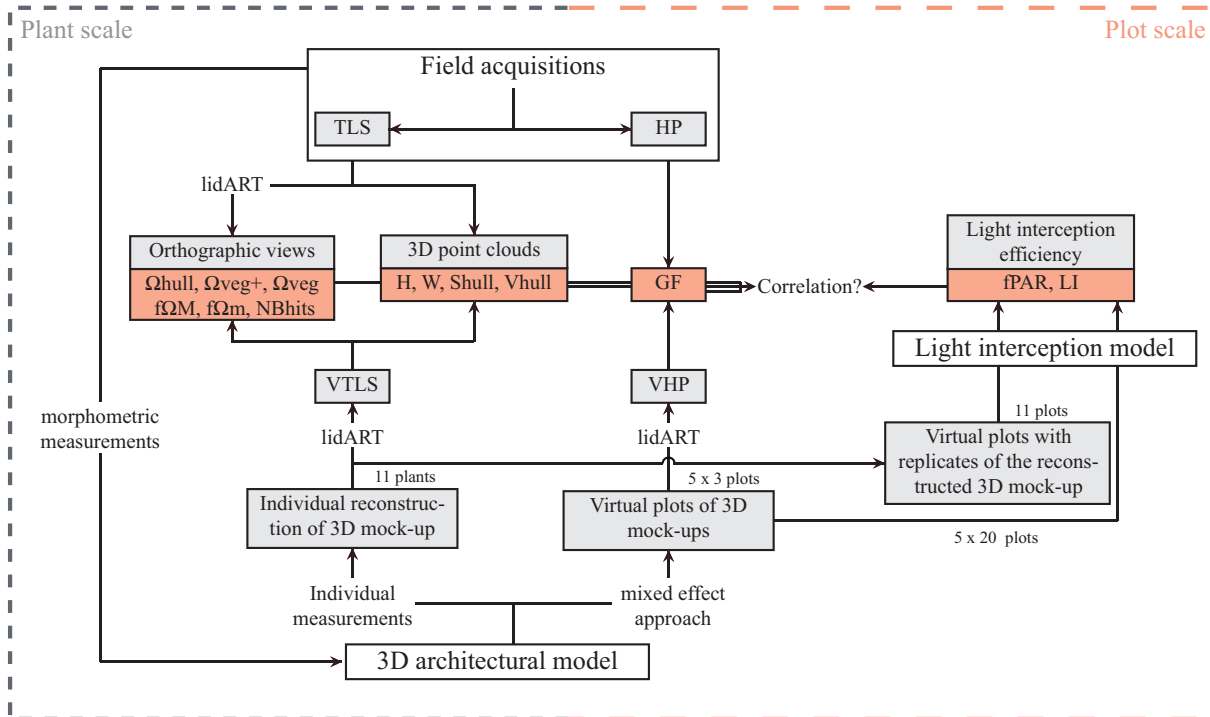 Plant scale
Plot scale
Field acquisitions
TLS
HP
lidART
Orthographic views
Ωhull, Ωveg+, Ωveg
fΩM, fΩm, NBhits
3D point clouds
H, W, Shull, Vhull
GF
Correlation?
Light interception
efficiency
fPAR, LI
Light interception model
VTLS
VHP
morphometric
measurements
lidART
lidART
11 plots
Virtual plots with
replicates of the recons-
tructed 3D mock-up
11 plants
5 x 3 plots
Individual reconstruc-
tion of 3D mock-up
Virtual plots of 3D
mock-ups
5 x 20 plots
Individual
measurements
mixed effect
approach
3D architectural model